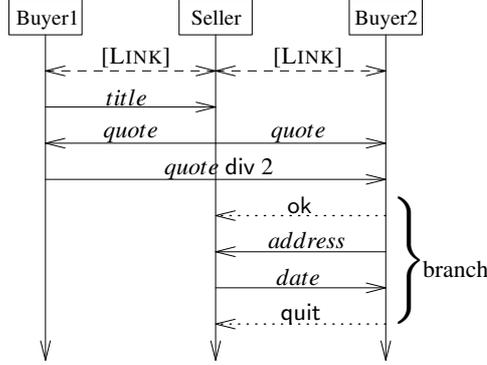 Buyer1 Seller Buyer2
[LINK] [LINK]
title
quote quote
quote div 2
ok
address
date
branch
quit